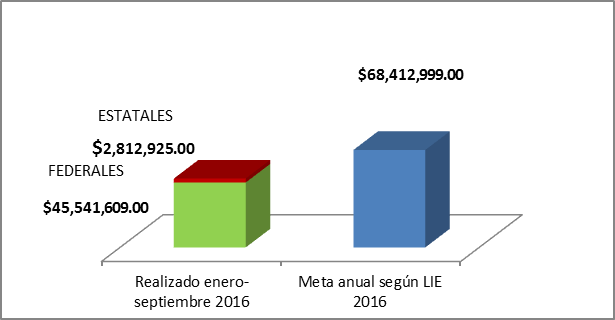 $68,412,999.00
ESTATALES
$2,812,925.00
FEDERALES
$45,541,609.00
Realizado enero-
septiembre 2016
Meta anual según LIE
2016